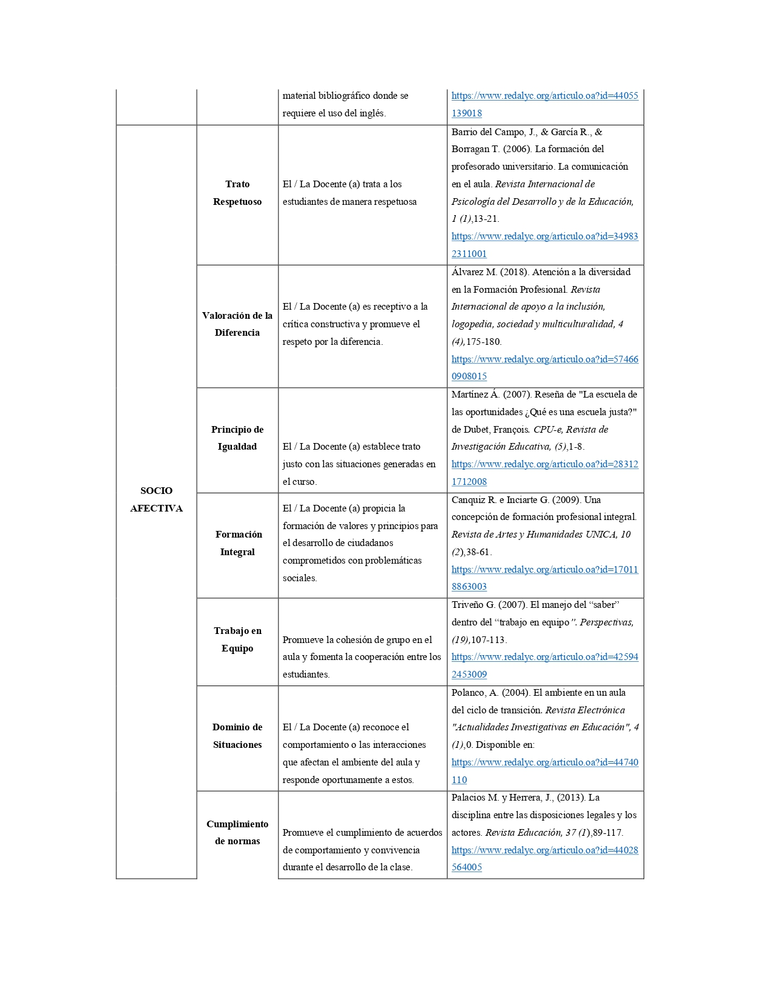 material bibliográfico donde se
requiere el uso del inglés.
https://www.redalyc.org/articulo.oa?id=44055
139018
SOCIO
AFECTIVA
Trato
Respetuoso
El / La Docente (a) trata a los
estudiantes de manera respetuosa
Barrio del Campo, J., & García R., &
Borragan T. (2006). La formación del
profesorado universitario. La comunicación
en el aula. Revista Internacional de
Psicología del Desarrollo y de la Educación,
1 (1),13-21.
https://www.redalyc.org/articulo.oa?id=34983
2311001
Valoración de la
Diferencia
El / La Docente (a) es receptivo a la
crítica constructiva y promueve el
respeto por la diferencia.
Álvarez M. (2018). Atención a la diversidad
en la Formación Profesional. Revista
Internacional de apoyo a la inclusión,
logopedia, sociedad y multiculturalidad, 4
(4),175-180.
https://www.redalyc.org/articulo.oa?id=57466
0908015
Principio de
Igualdad
El / La Docente (a) establece trato
justo con las situaciones generadas en
el curso.
Martínez Á. (2007). Reseña de "La escuela de
las oportunidades ¿Qué es una escuela justa?"
de Dubet, François. CPU-e, Revista de
Investigación Educativa, (5),1-8.
https://www.redalyc.org/articulo.oa?id=28312
1712008
Formación
Integral
El / La Docente (a) propicia la
formación de valores y principios para
el desarrollo de ciudadanos
comprometidos con problemáticas
sociales.
Canquiz R. e Inciarte G. (2009). Una
concepción de formación profesional integral.
Revista de Artes y Humanidades UNICA, 10
(2),38-61.
https://www.redalyc.org/articulo.oa?id=17011
8863003
Trabajo en
Equipo
Promueve la cohesión de grupo en el
aula y fomenta la cooperación entre los
estudiantes.
Triveño G. (2007). El manejo del “saber”
dentro del “trabajo en equipo”. Perspectivas,
(19),107-113.
https://www.redalyc.org/articulo.oa?id=42594
2453009
Dominio de
Situaciones
El / La Docente (a) reconoce el
comportamiento o las interacciones
que afectan el ambiente del aula y
responde oportunamente a estos.
Polanco, A. (2004). El ambiente en un aula
del ciclo de transición. Revista Electrónica
"Actualidades Investigativas en Educación", 4
(1),0. Disponible en:
https://www.redalyc.org/articulo.oa?id=44740
110
Cumplimiento
de normas
Promueve el cumplimiento de acuerdos
de comportamiento y convivencia
durante el desarrollo de la clase.
Palacios M. y Herrera, J., (2013). La
disciplina entre las disposiciones legales y los
actores. Revista Educación, 37 (1),89-117.
https://www.redalyc.org/articulo.oa?id=44028
564005